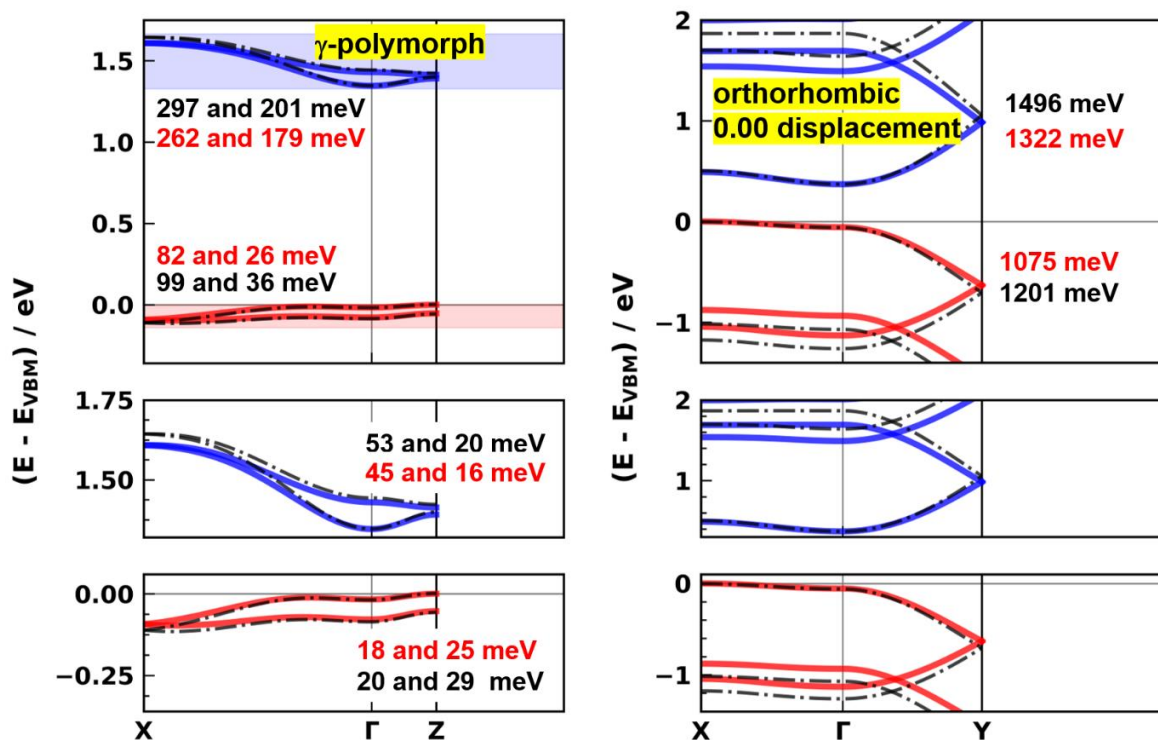 (E - E_VBM) / eV
1.5
1.0
0.5
0.0
γ-polymorph
297 and 201 meV
262 and 179 meV
82 and 26 meV
99 and 36 meV
1.75
1.50
53 and 20 meV
45 and 16 meV
0.00
−0.25
18 and 25 meV
20 and 29 meV
X Γ Z
(E - E_VBM) / eV
2
1
0
−1
orthorhombic
0.00 displacement
1496 meV
1322 meV
1075 meV
1201 meV
2
1
0
−1
X Γ Y